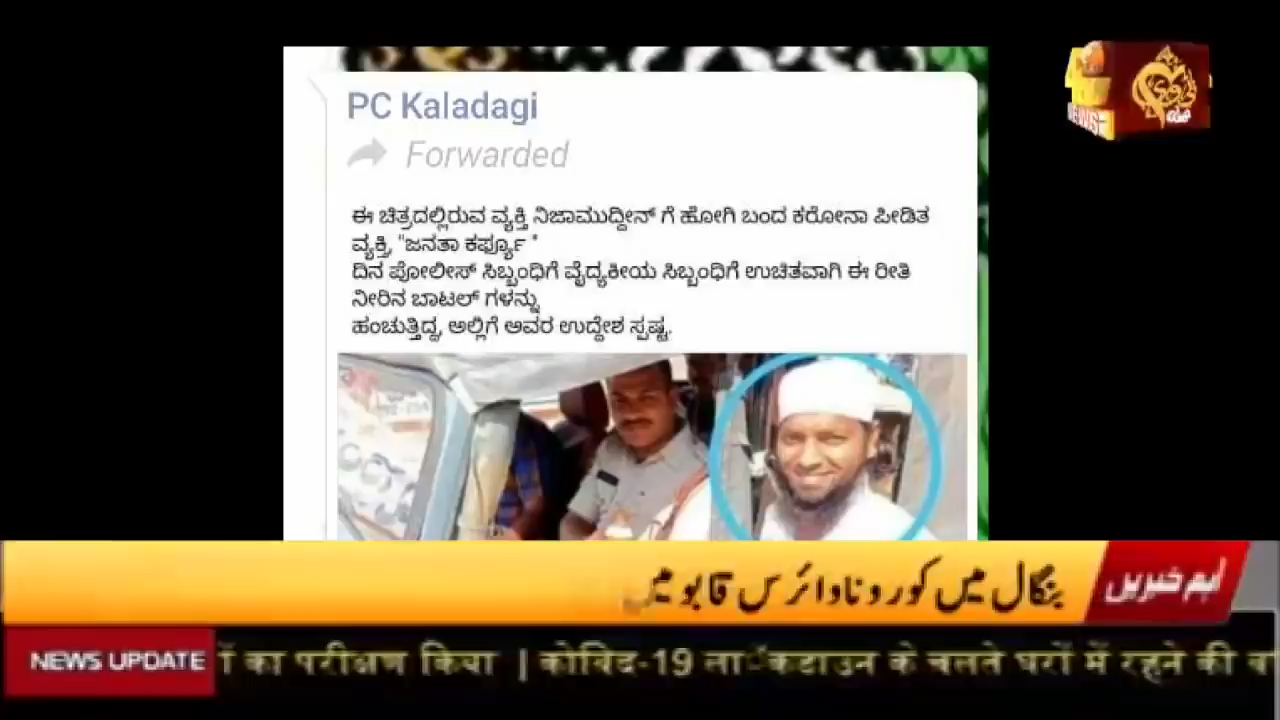 PC Kaladagi
Forwarded
ಈ ಚಿತ್ರದಲ್ಲಿರುವ ವ್ಯಕ್ತಿ ನಿಜಾಮುದ್ದೀನ್ ಗೆ ಹೋಗಿ ಬಂದ ಕರೋನಾ ಪೀಡಿತ
ವ್ಯಕ್ತಿ, "ಜನತಾ ಕರ್ಫ್ಯೂ "
ದಿನ ಪೋಲೀಸ್ ಸಿಬ್ಬಂಧಿಗೆ ವೈದ್ಯಕೀಯ ಸಿಬ್ಬಂಧಿಗೆ ಉಚಿತವಾಗಿ ಈ ರೀತಿ
ನೀರಿನ ಬಾಟಲ್ ಗಳನ್ನು
ಹಂಚುತ್ತಿದ್ದ, ಅಲ್ಲಿಗೆ ಅವರ ಉದ್ದೇಶ ಸ್ಪಷ್ಟ.
اہم خبریں بنگال میں کورونا وائرس قابو میں
NEWS UPDATE ों का परीक्षण किया | कोविद-19 लॉकडाउन के चलते घरों में रहने की